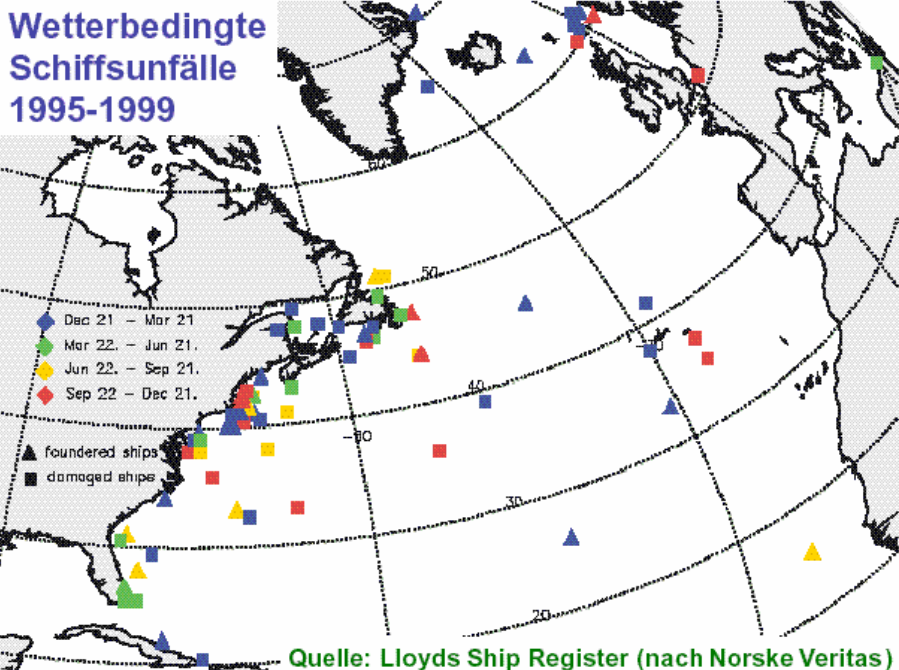 Wetterbedingte
Schiffsunfälle
1995-1999
60
50
Dec 21 – Mar 21
Mar 22. – Jun 21.
Jun 22. – Sep 21.
Sep 22 – Dec 21.
40
foundered ships
damaged ships
30
20
Quelle: Lloyds Ship Register (nach Norske Veritas)